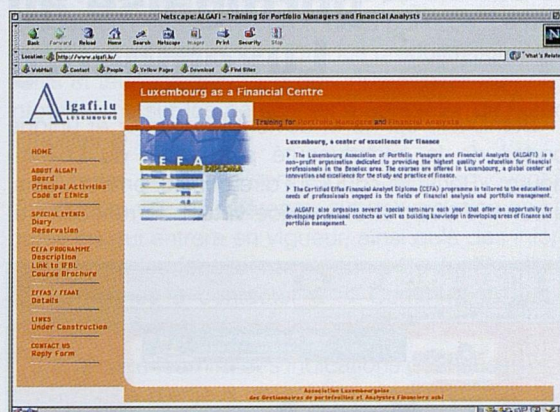 Netscape: ALGAFI - Training for Portfolio Managers and Financial Analysts
Back Forward Reload Home Search Netscape Images Print Security Stop
Location: http://www.algafi.lu/ What's Related
WebMail Contact People Yellow Pages Download Find Sites
Algafi.lu
LUXEMBOURG
Luxembourg as a Financial Centre
Training for Portfolio Managers and Financial Analysts
CEFA
DIPLOMA
HOME
ABOUT ALGAFI
Board
Principal Activities
Code of Ethics
SPECIAL EVENTS
Diary
Reservation
CEFA PROGRAMME
Description
Link to IFBL
Course Brochure
EFFAS / FEAAF
Details
LINKS
Under Construction
CONTACT US
Reply Form
Luxembourg, a center of excellence for finance
The Luxembourg Association of Portfolio Managers and Financial Analysts (ALGAFI) is a
non-profit organisation dedicated to providing the highest quality of education for financial
professionals in the Benelux area. The courses are offered in Luxembourg, a global center of
innovation and excellence for the study and practice of finance.
The Certified Effas Financial Analyst Diploma (CEFA) programme is tailored to the educational
needs of professionals engaged in the fields of financial analysis and portfolio management.
ALGAFI also organises several special seminars each year that offer an opportunity for
developing professional contacts as well as building knowledge in developing areas of finance and
portfolio management.
Association Luxembourgeoise
des Gestionnaires de portefeuilles et Analystes Financiers asbl